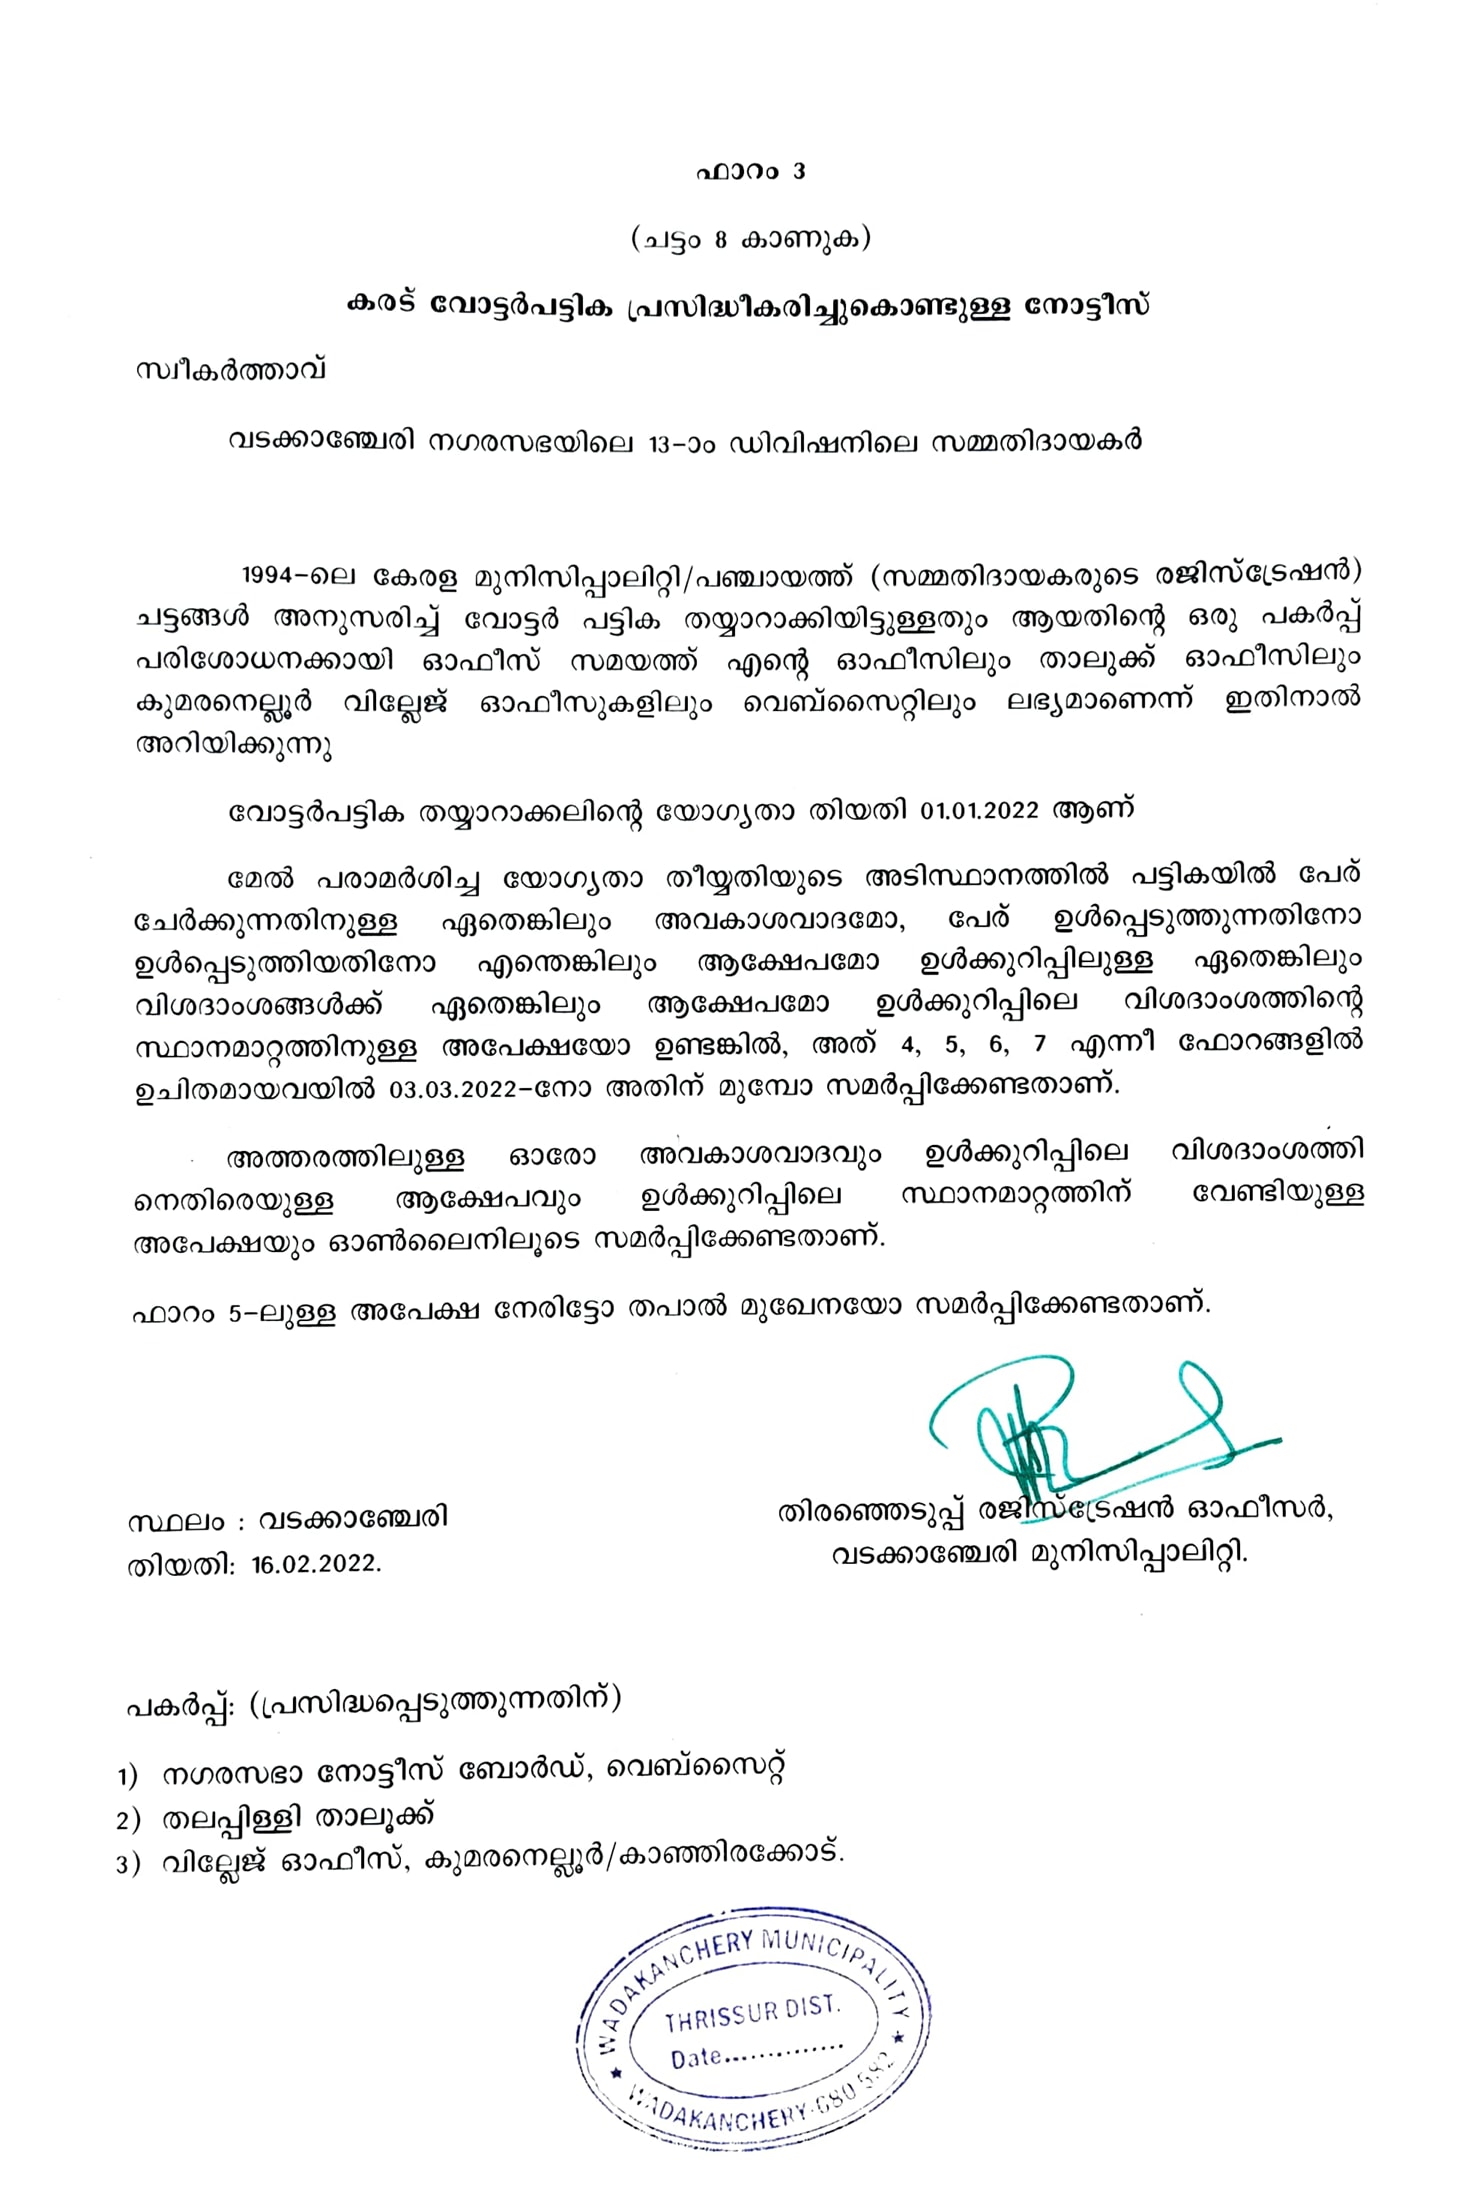 ഫാറം 3
(ചട്ടം 8 കാണുക)
കരട് വോട്ടർപട്ടിക പ്രസിദ്ധീകരിച്ചുകൊണ്ടുള്ള നോട്ടീസ്
സ്വീകർത്താവ്
വടക്കാഞ്ചേരി നഗരസഭയിലെ 13-ാം ഡിവിഷനിലെ സമ്മതിദായകർ
1994-ലെ കേരള മുനിസിപ്പാലിറ്റി/പഞ്ചായത്ത് (സമ്മതിദായകരുടെ രജിസ്ട്രേഷൻ)
ചട്ടങ്ങൾ അനുസരിച്ച് വോട്ടർ പട്ടിക തയ്യാറാക്കിയിട്ടുള്ളതും ആയതിന്റെ ഒരു പകർപ്പ്
പരിശോധനക്കായി ഓഫീസ് സമയത്ത് എന്റെ ഓഫീസിലും താലുക്ക് ഓഫീസിലും
കുമരനെല്ലൂർ വില്ലേജ് ഓഫീസുകളിലും വെബ്സൈറ്റിലും ലഭ്യമാണെന്ന് ഇതിനാൽ
അറിയിക്കുന്നു
വോട്ടർപട്ടിക തയ്യാറാക്കലിന്റെ യോഗ്യതാ തിയതി 01.01.2022 ആണ്
മേൽ പരാമർശിച്ച യോഗ്യതാ തീയ്യതിയുടെ അടിസ്ഥാനത്തിൽ പട്ടികയിൽ പേര്
ചേർക്കുന്നതിനുള്ള ഏതെങ്കിലും അവകാശവാദമോ, പേര് ഉൾപ്പെടുത്തുന്നതിനോ
ഉൾപ്പെടുത്തിയതിനോ എന്തെങ്കിലും ആക്ഷേപമോ ഉൾക്കുറിപ്പിലുള്ള ഏതെങ്കിലും
വിശദാംശങ്ങൾക്ക് ഏതെങ്കിലും ആക്ഷേപമോ ഉൾക്കുറിപ്പിലെ വിശദാംശത്തിന്റെ
സ്ഥാനമാറ്റത്തിനുള്ള അപേക്ഷയോ ഉണ്ടങ്കിൽ, അത് 4, 5, 6, 7 എന്നീ ഫോറങ്ങളിൽ
ഉചിതമായവയിൽ 03.03.2022-നോ അതിന് മുമ്പോ സമർപ്പിക്കേണ്ടതാണ്.
അത്തരത്തിലുള്ള ഓരോ അവകാശവാദവും ഉൾക്കുറിപ്പിലെ വിശദാംശത്തി
നെതിരെയുള്ള ആക്ഷേപവും ഉൾക്കുറിപ്പിലെ സ്ഥാനമാറ്റത്തിന് വേണ്ടിയുള്ള
അപേക്ഷയും ഓൺലൈനിലൂടെ സമർപ്പിക്കേണ്ടതാണ്.
ഫാറം 5-ലുള്ള അപേക്ഷ നേരിട്ടോ തപാൽ മുഖേനയോ സമർപ്പിക്കേണ്ടതാണ്.
സ്ഥലം : വടക്കാഞ്ചേരി
തിയതി: 16.02.2022.
തിരഞ്ഞെടുപ്പ് രജിസ്ട്രേഷൻ ഓഫീസർ,
വടക്കാഞ്ചേരി മുനിസിപ്പാലിറ്റി.
പകർപ്പ്: (പ്രസിദ്ധപ്പെടുത്തുന്നതിന്)
1) നഗരസഭാ നോട്ടീസ് ബോർഡ്, വെബ്സൈറ്റ്
2) തലപ്പിള്ളി താലൂക്ക്
3) വില്ലേജ് ഓഫീസ്, കുമരനെല്ലൂർ/കാഞ്ഞിരക്കോട്.
WADAKANCHERY MUNICIPALITY
THRISSUR DIST.
Date..............
WADAKANCHERY-680 582